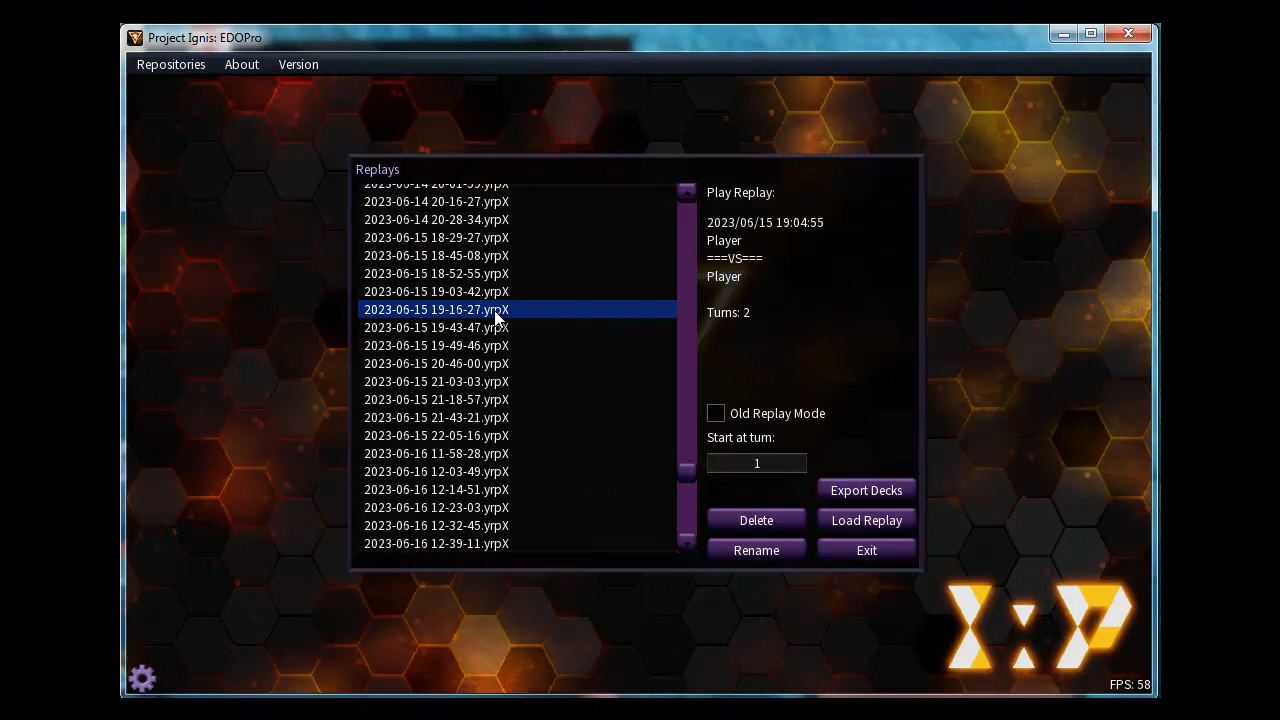 Project Ignis: EDOPro
Repositories About Version
Replays
2023-06-14 20-01-59.yrpX
2023-06-14 20-16-27.yrpX
2023-06-14 20-28-34.yrpX
2023-06-15 18-29-27.yrpX
2023-06-15 18-45-08.yrpX
2023-06-15 18-52-55.yrpX
2023-06-15 19-03-42.yrpX
2023-06-15 19-16-27.yrpX
2023-06-15 19-43-47.yrpX
2023-06-15 19-49-46.yrpX
2023-06-15 20-46-00.yrpX
2023-06-15 21-03-03.yrpX
2023-06-15 21-18-57.yrpX
2023-06-15 21-43-21.yrpX
2023-06-15 22-05-16.yrpX
2023-06-16 11-58-28.yrpX
2023-06-16 12-03-49.yrpX
2023-06-16 12-14-51.yrpX
2023-06-16 12-23-03.yrpX
2023-06-16 12-32-45.yrpX
2023-06-16 12-39-11.yrpX
Play Replay:
2023/06/15 19:04:55
Player
===VS===
Player
Turns: 2
Old Replay Mode
Start at turn:
1
Export Decks
Delete Load Replay
Rename Exit
X:P
FPS: 58